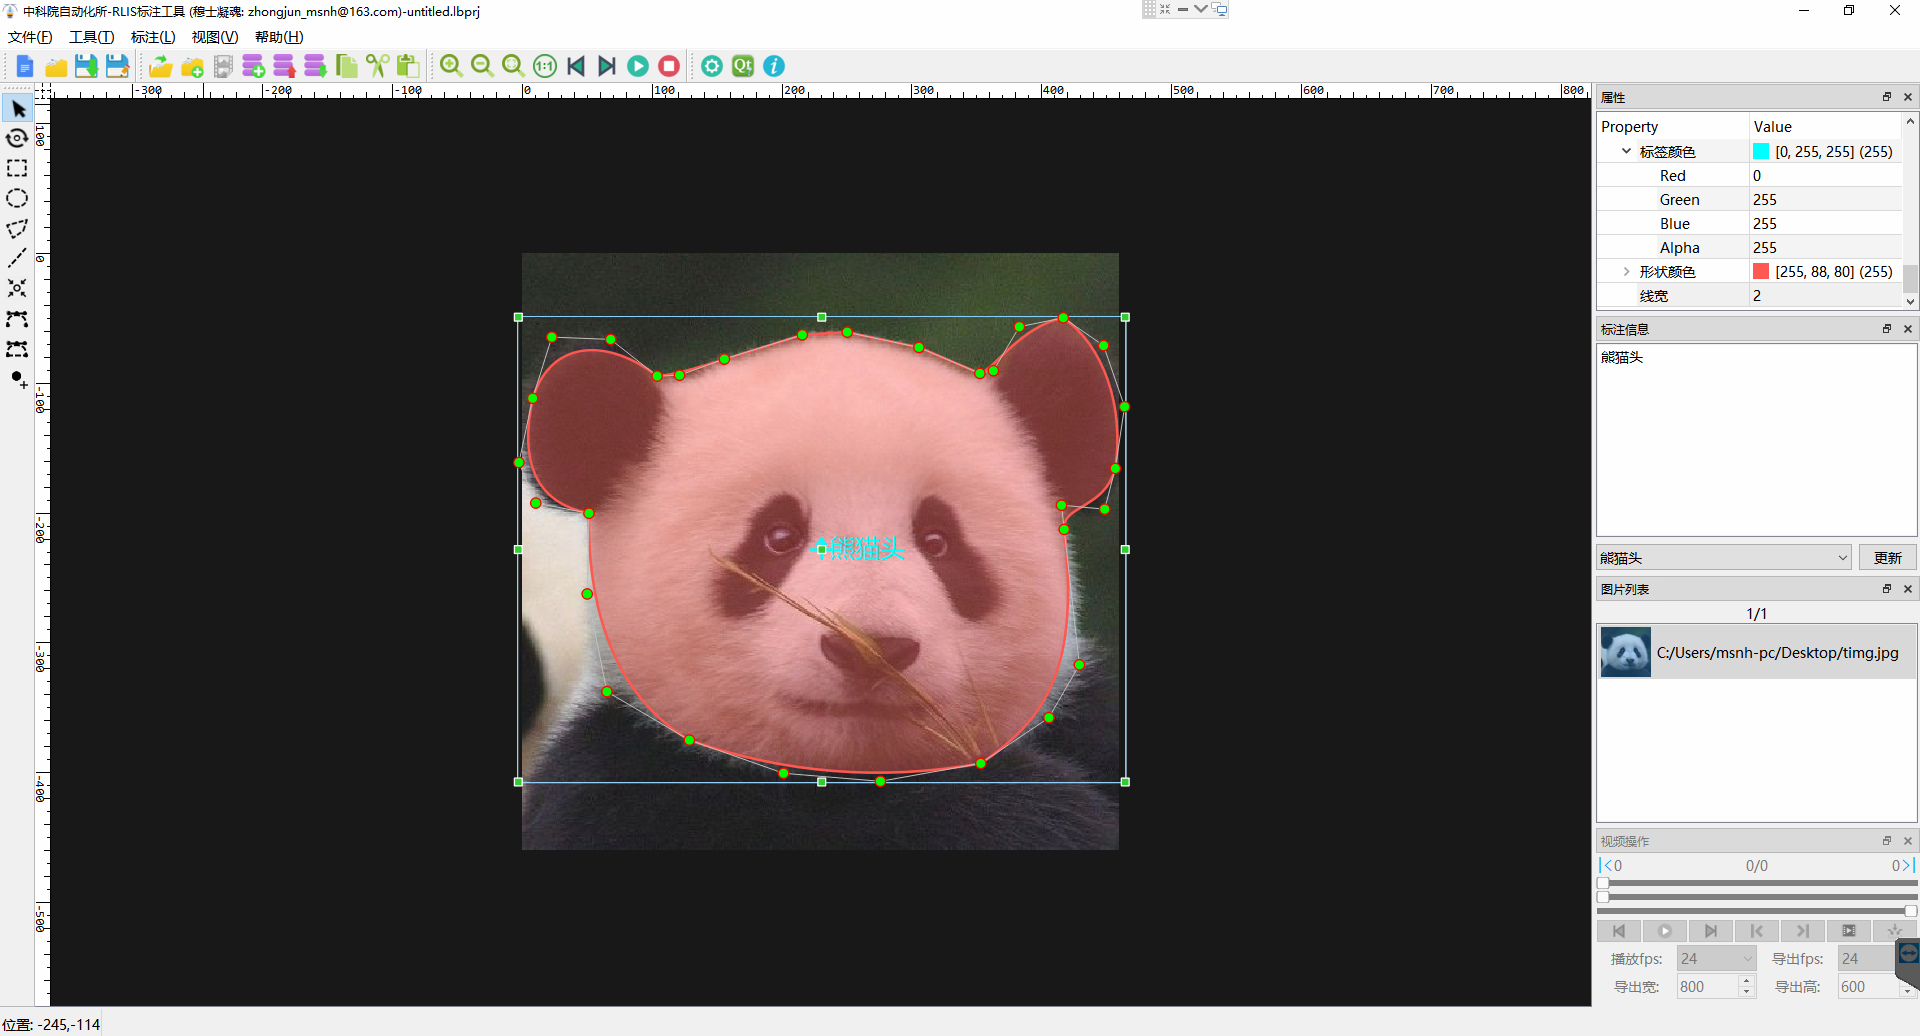 中科院自动化所-RLIS标注工具 (穆士凝魂: zhongjun_msnh@163.com)-untitled.lbprj
文件(F) 工具(T) 标注(L) 视图(V) 帮助(H)
1:1 Qt i
-300 -200 -100 0 100 200 300 400 500 600 700 800
100
0
-100
-200
-300
-400
-500
熊猫头
属性
Property Value
标签颜色 [0, 255, 255] (255)
Red 0
Green 255
Blue 255
Alpha 255
形状颜色 [255, 88, 80] (255)
线宽 2
标注信息
熊猫头
熊猫头 更新
图片列表
1/1
C:/Users/msnh-pc/Desktop/timg.jpg
视频操作
|<0 0/0 0>|
播放fps: 24 导出fps: 24
导出宽: 800 导出高: 600
位置: -245,-114